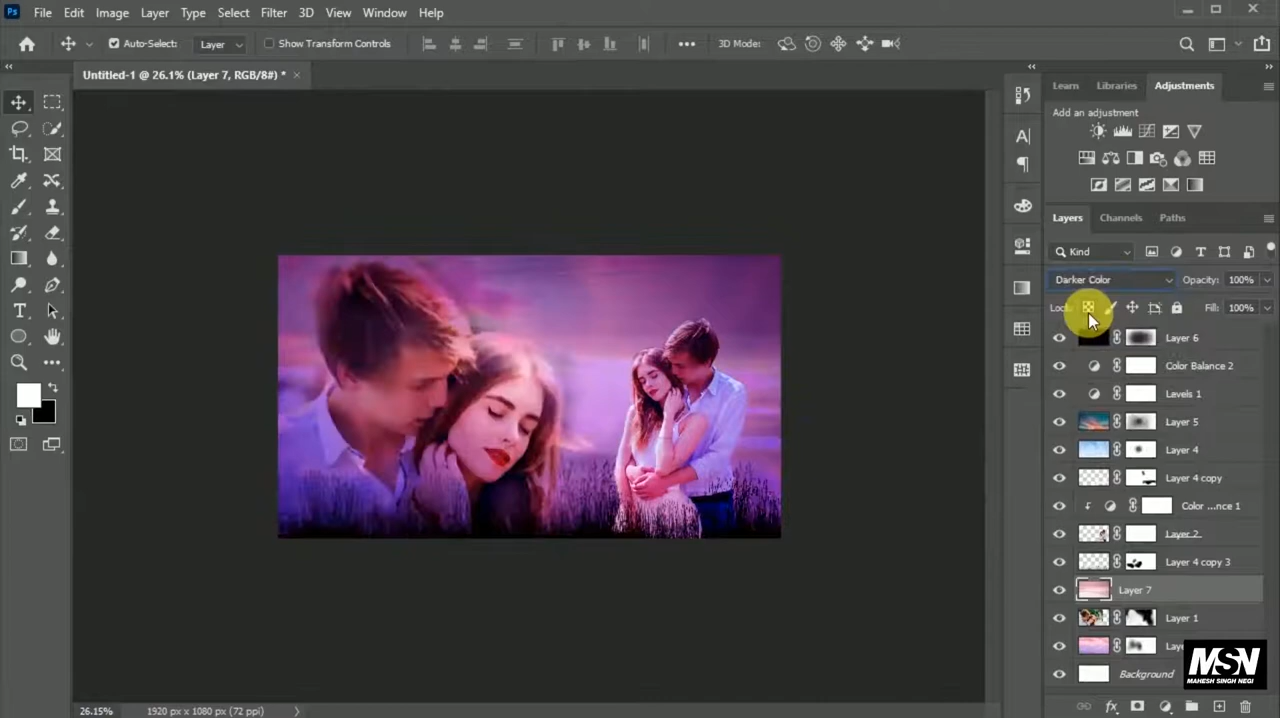 Ps File Edit Image Layer Type Select Filter 3D View Window Help
Auto-Select: Layer Show Transform Controls 3D Mode:
Untitled-1 @ 26.1% (Layer 7, RGB/8#) *
Learn Libraries Adjustments
Add an adjustment
Layers Channels Paths
Kind
Darker Color Opacity: 100%
Fill: 100%
Layer 6
Color Balance 2
Levels 1
Layer 5
Layer 4
Layer 4 copy
Color ...nce 1
Layer 2
Layer 4 copy 3
Layer 7
Layer 1
Background
MSN
MAHESH SINGH NEGI
26.15% 1920 px x 1080 px (72 ppi)